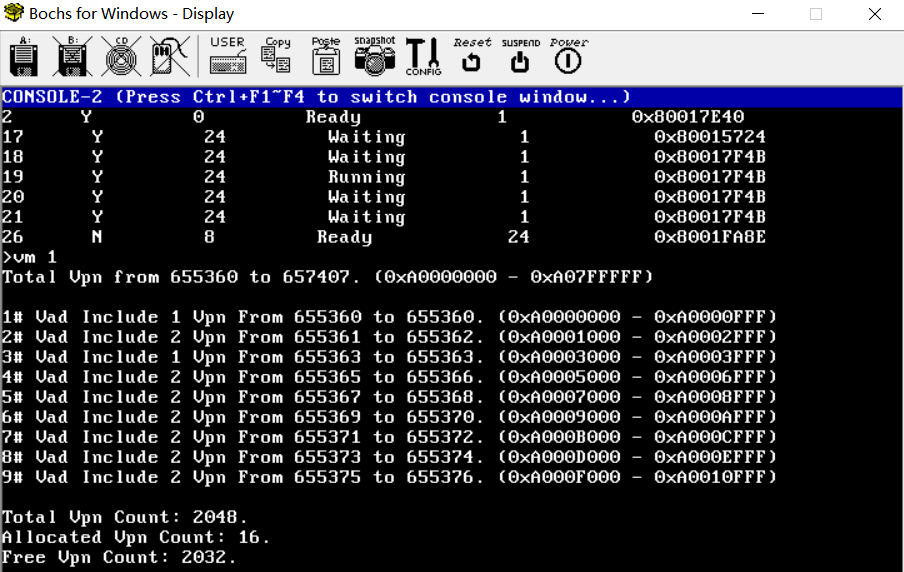 Bochs for Windows - Display
A: B: CD USER Copy Paste snapshot CONFIG Reset SUSPEND Power
CONSOLE-2 (Press Ctrl+F1~F4 to switch console window...)
2 Y 0 Ready 1 0x80017E40
17 Y 24 Waiting 1 0x80015724
18 Y 24 Waiting 1 0x80017F4B
19 Y 24 Running 1 0x80017F4B
20 Y 24 Waiting 1 0x80017F4B
21 Y 24 Waiting 1 0x80017F4B
26 N 8 Ready 24 0x8001FA8E
>vm 1
Total Vpn from 655360 to 657407. (0xA0000000 - 0xA07FFFFF)
1# Vad Include 1 Vpn From 655360 to 655360. (0xA0000000 - 0xA0000FFF)
2# Vad Include 2 Vpn From 655361 to 655362. (0xA0001000 - 0xA0002FFF)
3# Vad Include 1 Vpn From 655363 to 655363. (0xA0003000 - 0xA0003FFF)
4# Vad Include 2 Vpn From 655365 to 655366. (0xA0005000 - 0xA0006FFF)
5# Vad Include 2 Vpn From 655367 to 655368. (0xA0007000 - 0xA0008FFF)
6# Vad Include 2 Vpn From 655369 to 655370. (0xA0009000 - 0xA000AFFF)
7# Vad Include 2 Vpn From 655371 to 655372. (0xA000B000 - 0xA000CFFF)
8# Vad Include 2 Vpn From 655373 to 655374. (0xA000D000 - 0xA000EFFF)
9# Vad Include 2 Vpn From 655375 to 655376. (0xA000F000 - 0xA0010FFF)
Total Vpn Count: 2048.
Allocated Vpn Count: 16.
Free Vpn Count: 2032.